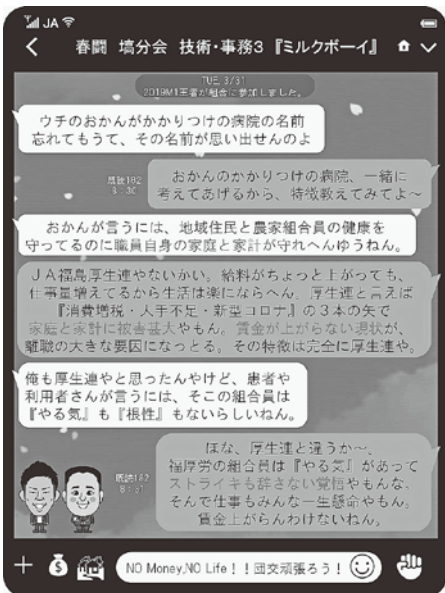 JA
春闘 塙分会 技術・事務3 『ミルクボーイ』
TUE 3/31
2019M1王者が組合に参加しました。
ウチのおかんがかかりつけの病院の名前
忘れてもうて、その名前が思い出せんのよ
既読182
8:30
おかんのかかりつけの病院、一緒に
考えてあげるから、特徴教えてみてよ~
おかんが言うには、地域住民と農家組合員の健康を
守ってるのに職員自身の家庭と家計が守れへんゆうねん。
JA福島厚生連やないかい。給料がちょっと上がっても、
仕事量増えてるから生活は楽にならへん。厚生連と言えば
『消費増税・人手不足・新型コロナ』の3本の矢で
家庭と家計に被害甚大やもん。賃金が上がらない現状が、
離職の大きな要因になっとる。その特徴は完全に厚生連や。
俺も厚生連やと思ったんやけど、患者や
利用者さんが言うには、そこの組合員は
『やる気』も『根性』もないらしいねん。
既読182
8:31
ほな、厚生連と違うか~、
福厚労の組合員は『やる気』があって
ストライキも辞さない覚悟やもんな。
そんで仕事もみんな一生懸命やもん。
賃金上がらんわけないねん。
NO Money,NO Life!!団交頑張ろう!